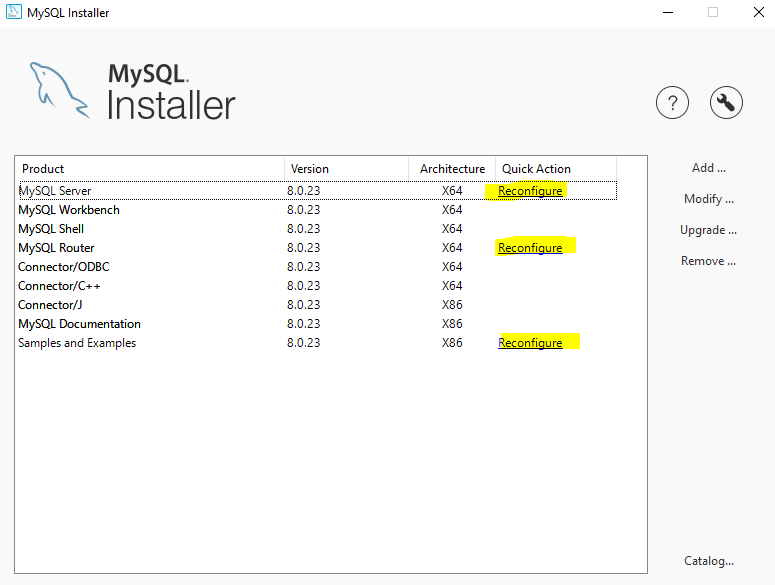 MySQL Installer
MySQL.
Installer
?
Product Version Architecture Quick Action
MySQL Server 8.0.23 X64 Reconfigure
MySQL Workbench 8.0.23 X64
MySQL Shell 8.0.23 X64
MySQL Router 8.0.23 X64 Reconfigure
Connector/ODBC 8.0.23 X64
Connector/C++ 8.0.23 X64
Connector/J 8.0.23 X86
MySQL Documentation 8.0.23 X86
Samples and Examples 8.0.23 X86 Reconfigure
Add ...
Modify ...
Upgrade ...
Remove ...
Catalog...